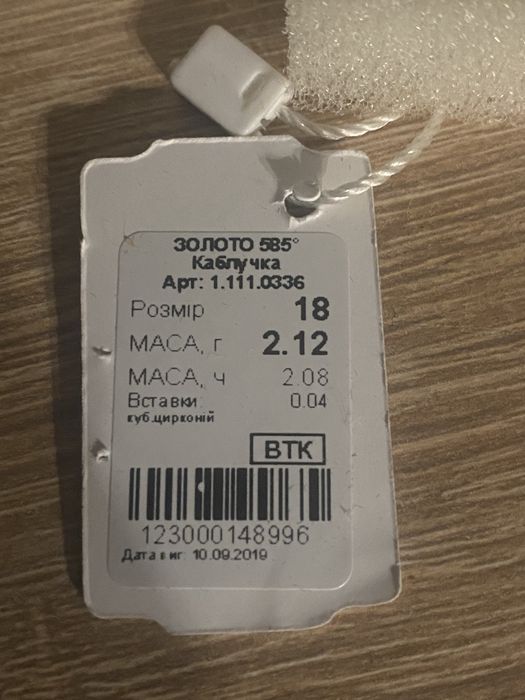 ЗОЛОТО 585°
Каблучка
Арт: 1.111.0336
Розмір 18
МАСА, г 2.12
МАСА, ч 2.08
Вставки: 0.04
куб.цирконій
ВТК
123000148996
Дата виг: 10.09.2019